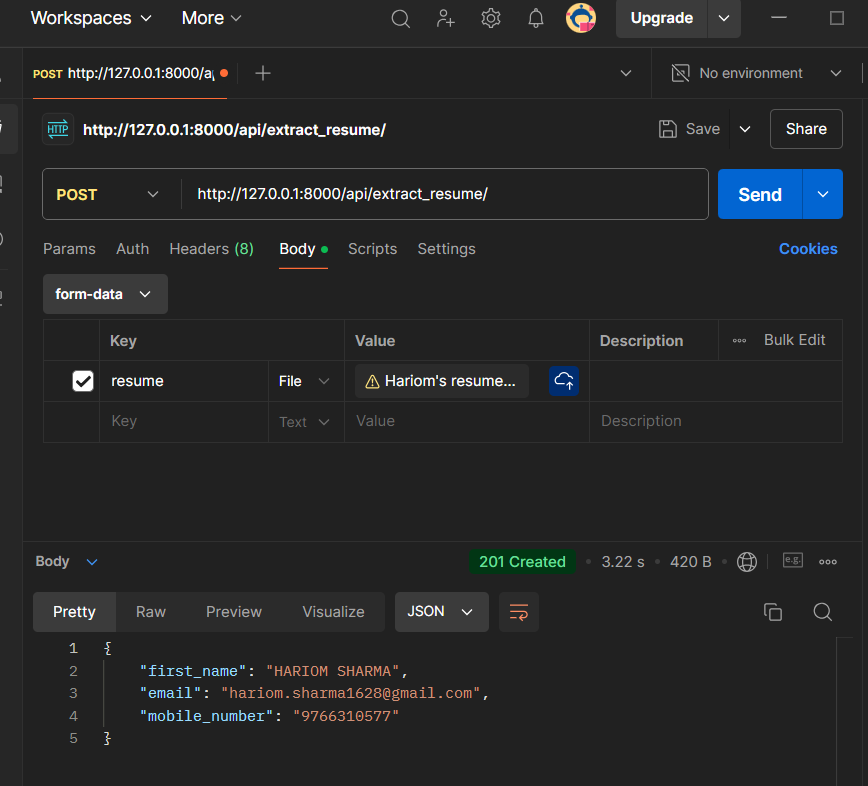 Workspaces More Upgrade
POST http://127.0.0.1:8000/a No environment
HTTP http://127.0.0.1:8000/api/extract_resume/ Save Share
POST http://127.0.0.1:8000/api/extract_resume/ Send
Params Auth Headers (8) Body Scripts Settings Cookies
form-data
Key Value Description Bulk Edit
resume File Hariom's resume...
Key Text Value Description
Body 201 Created • 3.22 s • 420 B e.g.
Pretty Raw Preview Visualize JSON
1 {
2 "first_name": "HARIOM SHARMA",
3 "email": "hariom.sharma1628@gmail.com",
4 "mobile_number": "9766310577"
5 }